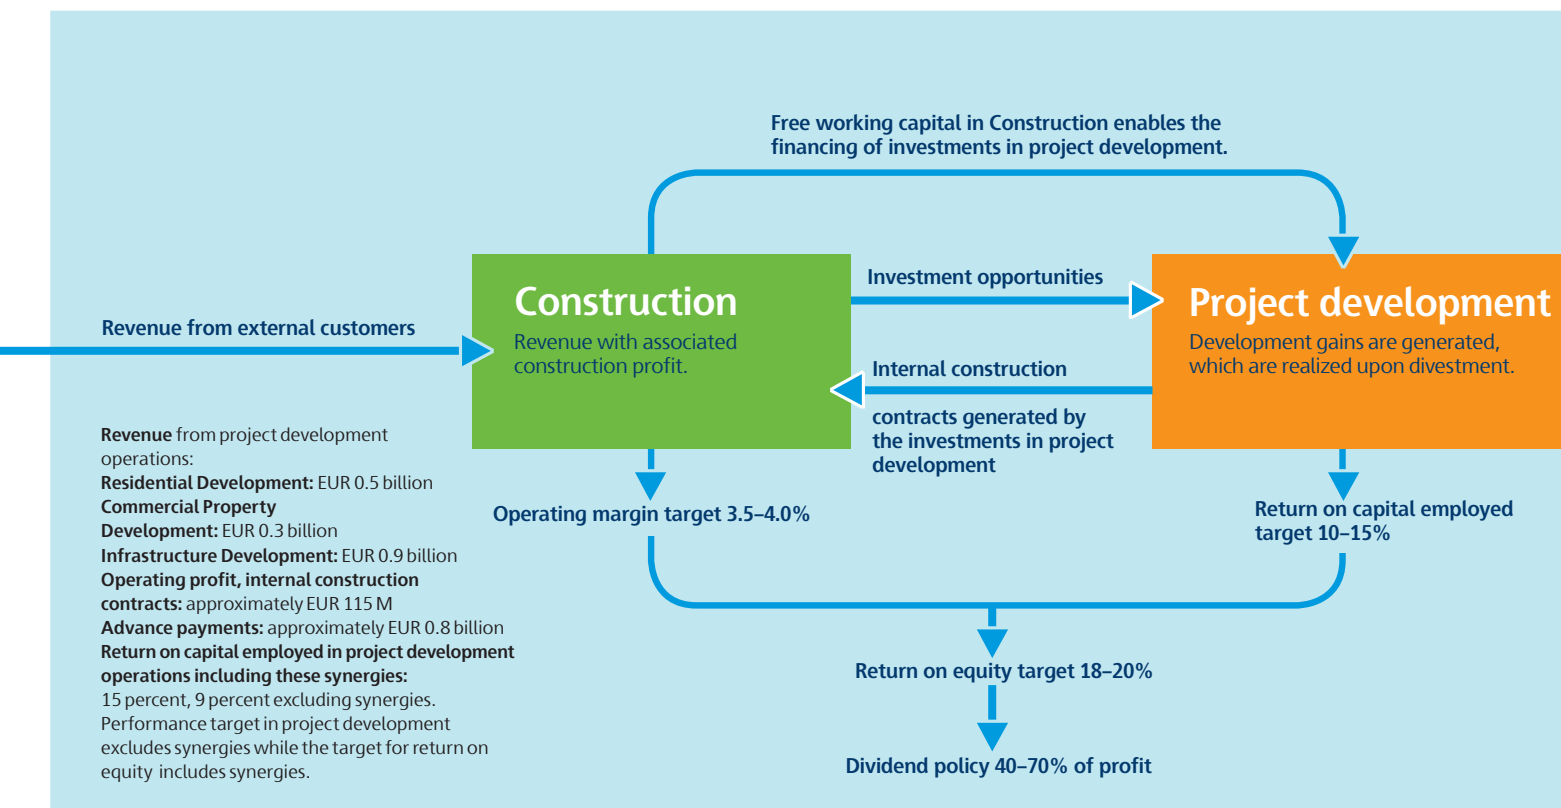 Free working capital in Construction enables the
financing of investments in project development.
Revenue from external customers
Construction
Revenue with associated
construction profit.
Investment opportunities
Internal construction
contracts generated by
the investments in project
development
Project development
Development gains are generated,
which are realized upon divestment.
Revenue from project development
operations:
Residential Development: EUR 0.5 billion
Commercial Property
Development: EUR 0.3 billion
Infrastructure Development: EUR 0.9 billion
Operating profit, internal construction
contracts: approximately EUR 115 M
Advance payments: approximately EUR 0.8 billion
Return on capital employed in project development
operations including these synergies:
15 percent, 9 percent excluding synergies.
Performance target in project development
excludes synergies while the target for return on
equity includes synergies.
Operating margin target 3.5–4.0%
Return on capital employed
target 10–15%
Return on equity target 18–20%
Dividend policy 40–70% of profit